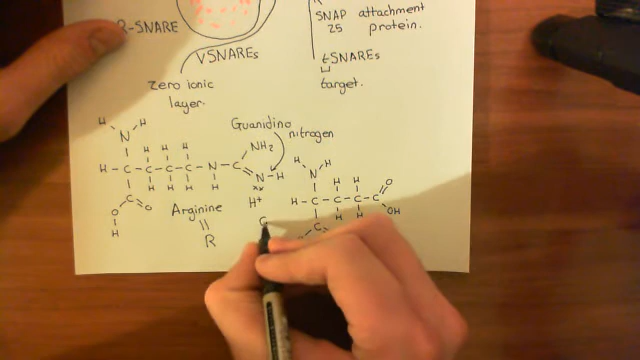 R-SNARE
SNAP attachment
25 protein.
VSNAREs
tSNAREs
Zero ionic
layer.
target.
Guanidino
nitrogen
H H
N
H H H
NH₂
H - C - C - C - C - N - C = N - H
H H H H
H⁺
C = O
O
H
Arginine
=
R
H H
N
H H
H - C - C - C - C = O
H H
OH
C
C